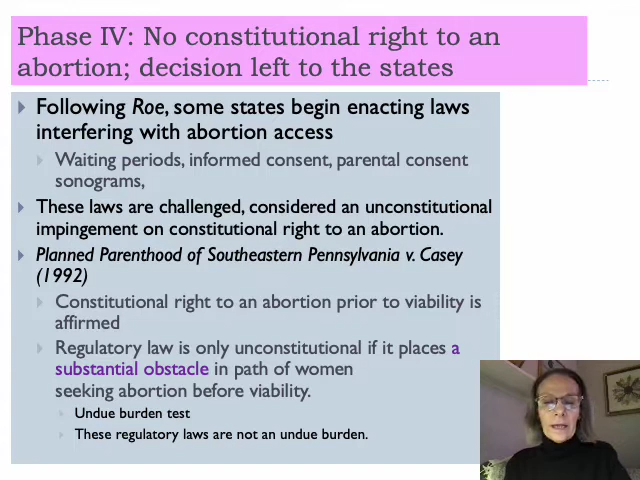 Phase IV: No constitutional right to an
abortion; decision left to the states
Following Roe, some states begin enacting laws
interfering with abortion access
Waiting periods, informed consent, parental consent
sonograms,
These laws are challenged, considered an unconstitutional
impingement on constitutional right to an abortion.
Planned Parenthood of Southeastern Pennsylvania v. Casey
(1992)
Constitutional right to an abortion prior to viability is
affirmed
Regulatory law is only unconstitutional if it places a
substantial obstacle in path of women
seeking abortion before viability.
Undue burden test
These regulatory laws are not an undue burden.